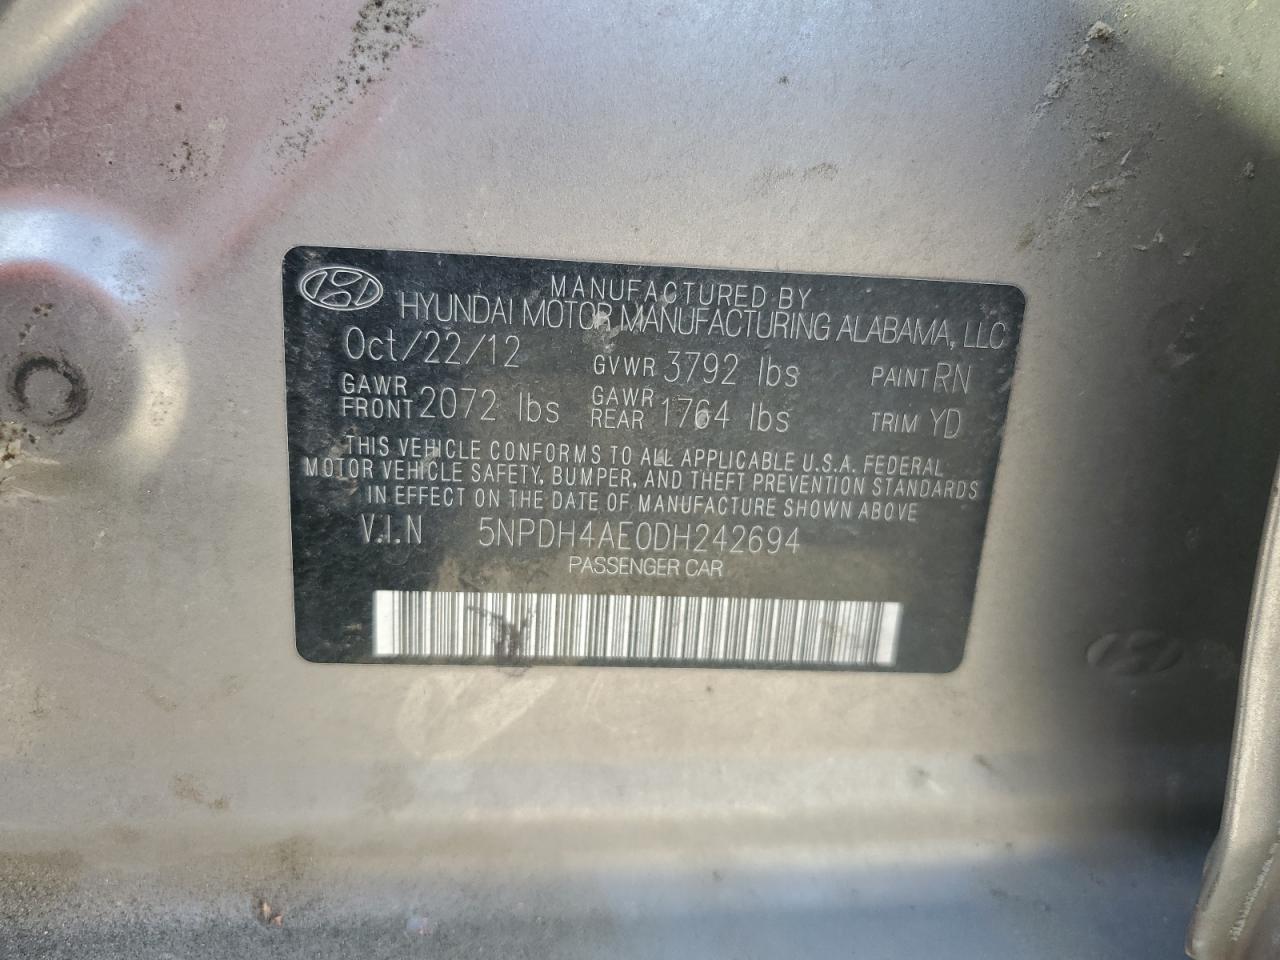 MANUFACTURED BY
HYUNDAI MOTOR MANUFACTURING ALABAMA, LLC
Oct/22/12 GVWR 3792 lbs PAINT RN
GAWR FRONT 2072 lbs GAWR REAR 1764 lbs TRIM YD
THIS VEHICLE CONFORMS TO ALL APPLICABLE U.S.A. FEDERAL
MOTOR VEHICLE SAFETY, BUMPER, AND THEFT PREVENTION STANDARDS
IN EFFECT ON THE DATE OF MANUFACTURE SHOWN ABOVE
V.I.N 5NPDH4AE0DH242694
PASSENGER CAR